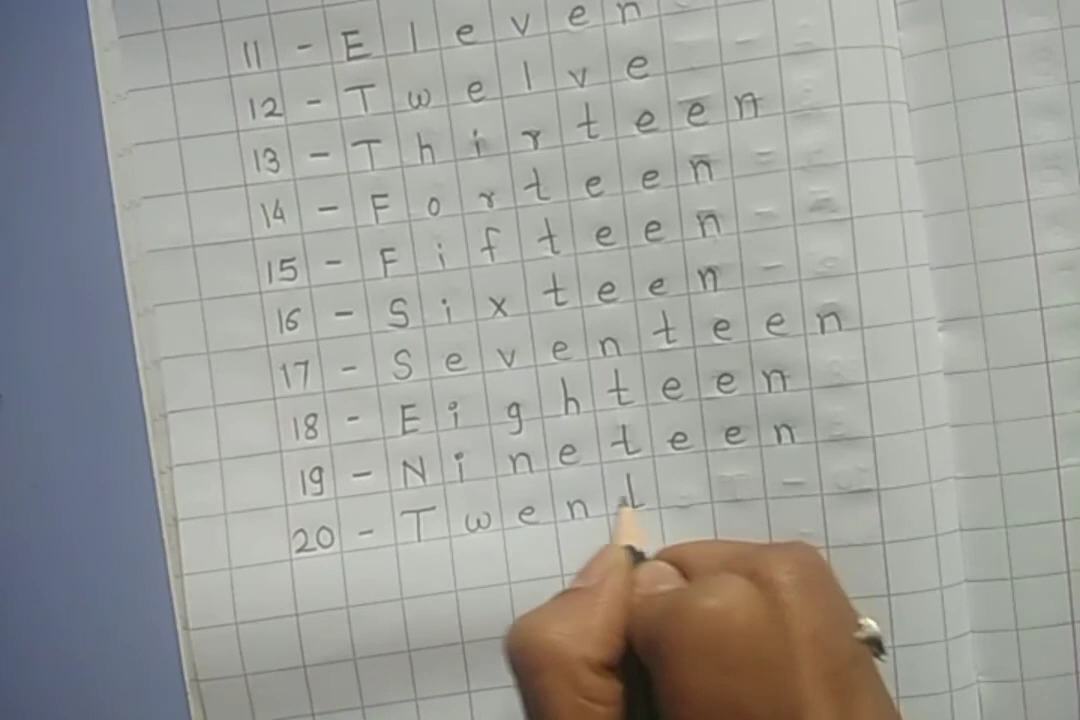 11 - Eleven
12 - Twelve
13 - Thirteen
14 - Forteen
15 - Fifteen
16 - Sixteen
17 - Seventeen
18 - Eighteen
19 - Nineteen
20 - Twent